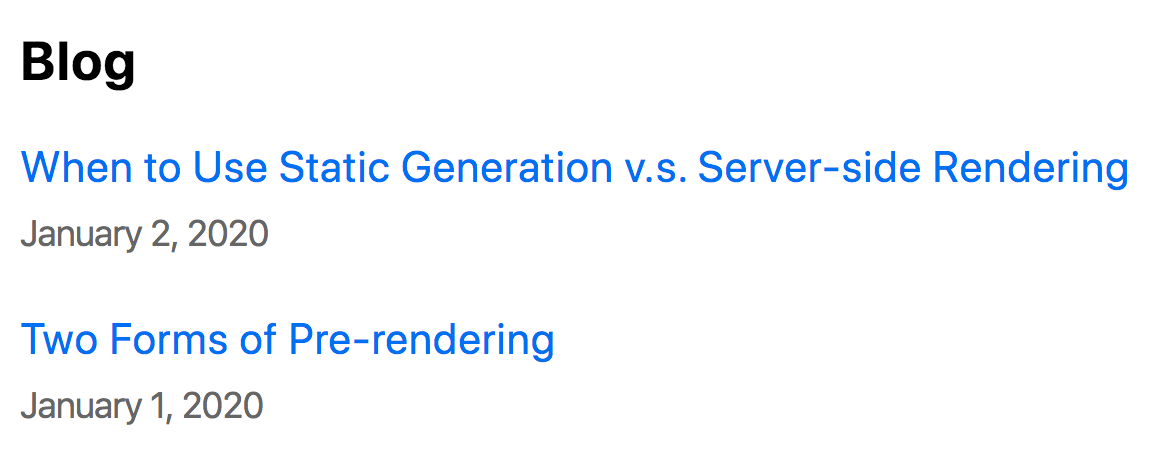 Blog
When to Use Static Generation v.s. Server-side Rendering
January 2, 2020
Two Forms of Pre-rendering
January 1, 2020